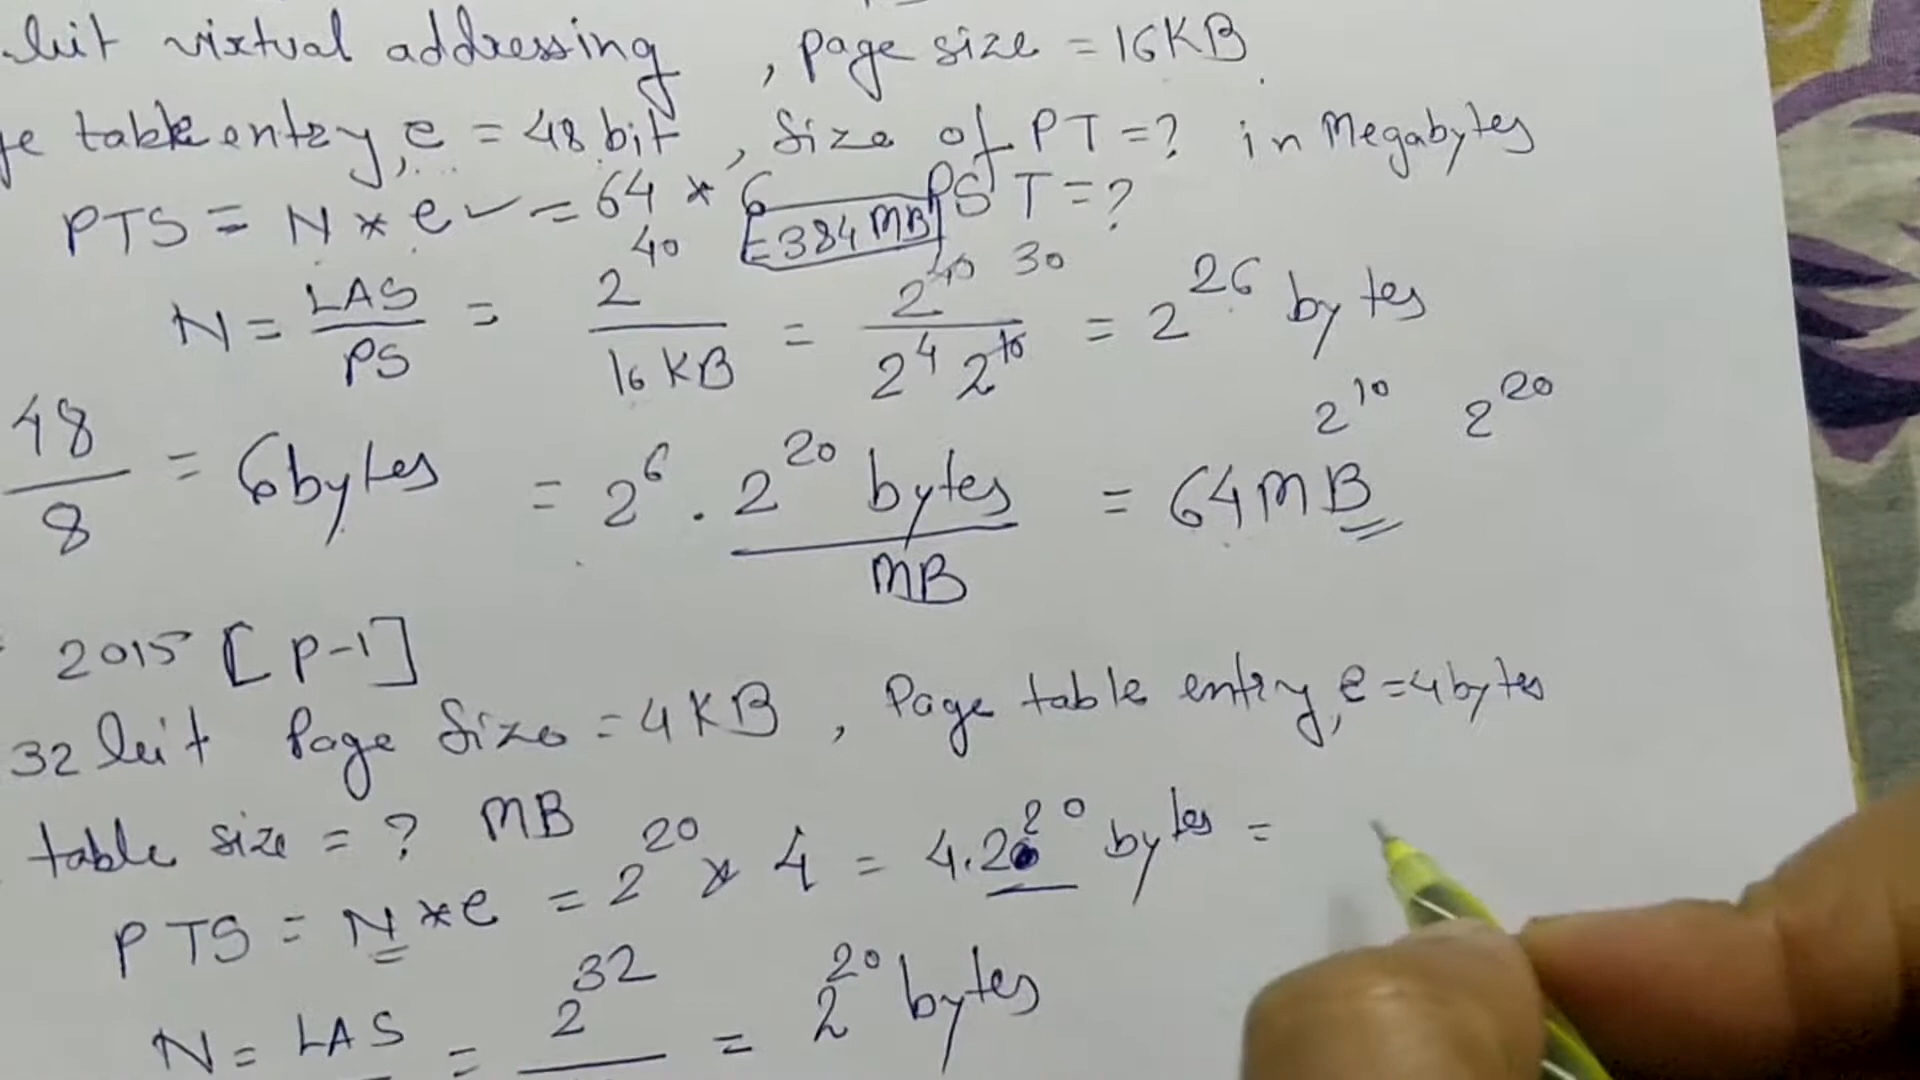 bit virtual addressing, page size = 16KB
ge table entry, e = 48 bit, Size of PT = ? in Megabytes
PTS = N * e = 64 * 6 PST = ?
= 384 MB
N = LAS / PS = 2^40 / 16 KB = 2^40 30 / 2^4 2^10 = 2^26 bytes
2^10 2^20
48 / 8 = 6 bytes = 2^6 . 2^20 bytes = 64 MB
MB
2015 [P-1]
32 bit Page Size = 4KB, Page table entry, e = 4 bytes
table size = ? MB
PTS = N * e = 2^20 * 4 = 4.2^20 bytes =
N = LAS = 2^32 = 2^20 bytes